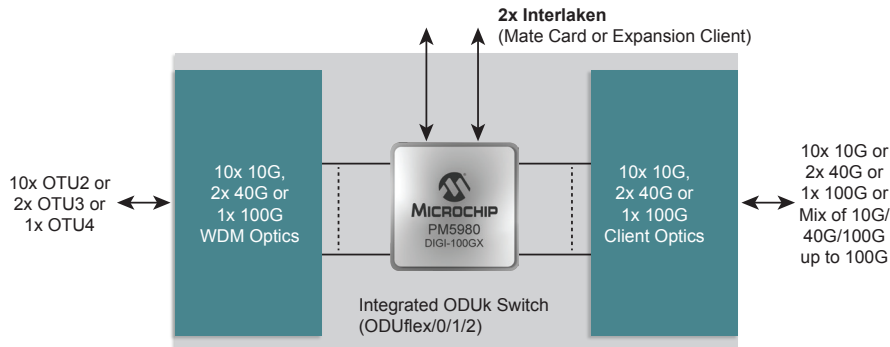 2x Interlaken
(Mate Card or Expansion Client)
10x OTU2 or
2x OTU3 or
1x OTU4
10x 10G,
2x 40G or
1x 100G
WDM Optics
MICROCHIP
PM5980
DIGI-100GX
10x 10G,
2x 40G or
1x 100G
Client Optics
10x 10G or
2x 40G or
1x 100G or
Mix of 10G/
40G/100G
up to 100G
Integrated ODUk Switch
(ODUflex/0/1/2)